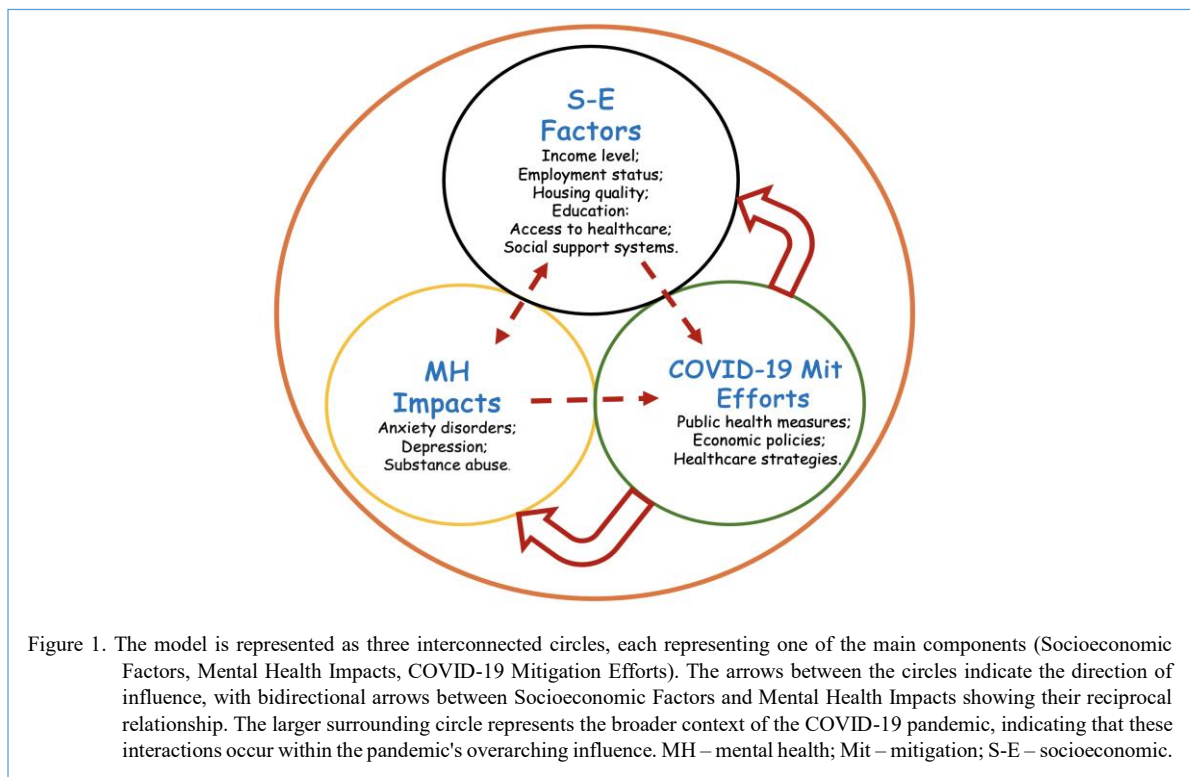 S-E
Factors
Income level;
Employment status;
Housing quality;
Education:
Access to healthcare;
Social support systems.
MH
Impacts
Anxiety disorders;
Depression;
Substance abuse.
COVID-19 Mit
Efforts
Public health measures;
Economic policies;
Healthcare strategies.
Figure 1. The model is represented as three interconnected circles, each representing one of the main components (Socioeconomic
Factors, Mental Health Impacts, COVID-19 Mitigation Efforts). The arrows between the circles indicate the direction of
influence, with bidirectional arrows between Socioeconomic Factors and Mental Health Impacts showing their reciprocal
relationship. The larger surrounding circle represents the broader context of the COVID-19 pandemic, indicating that these
interactions occur within the pandemic's overarching influence. MH – mental health; Mit – mitigation; S-E – socioeconomic.